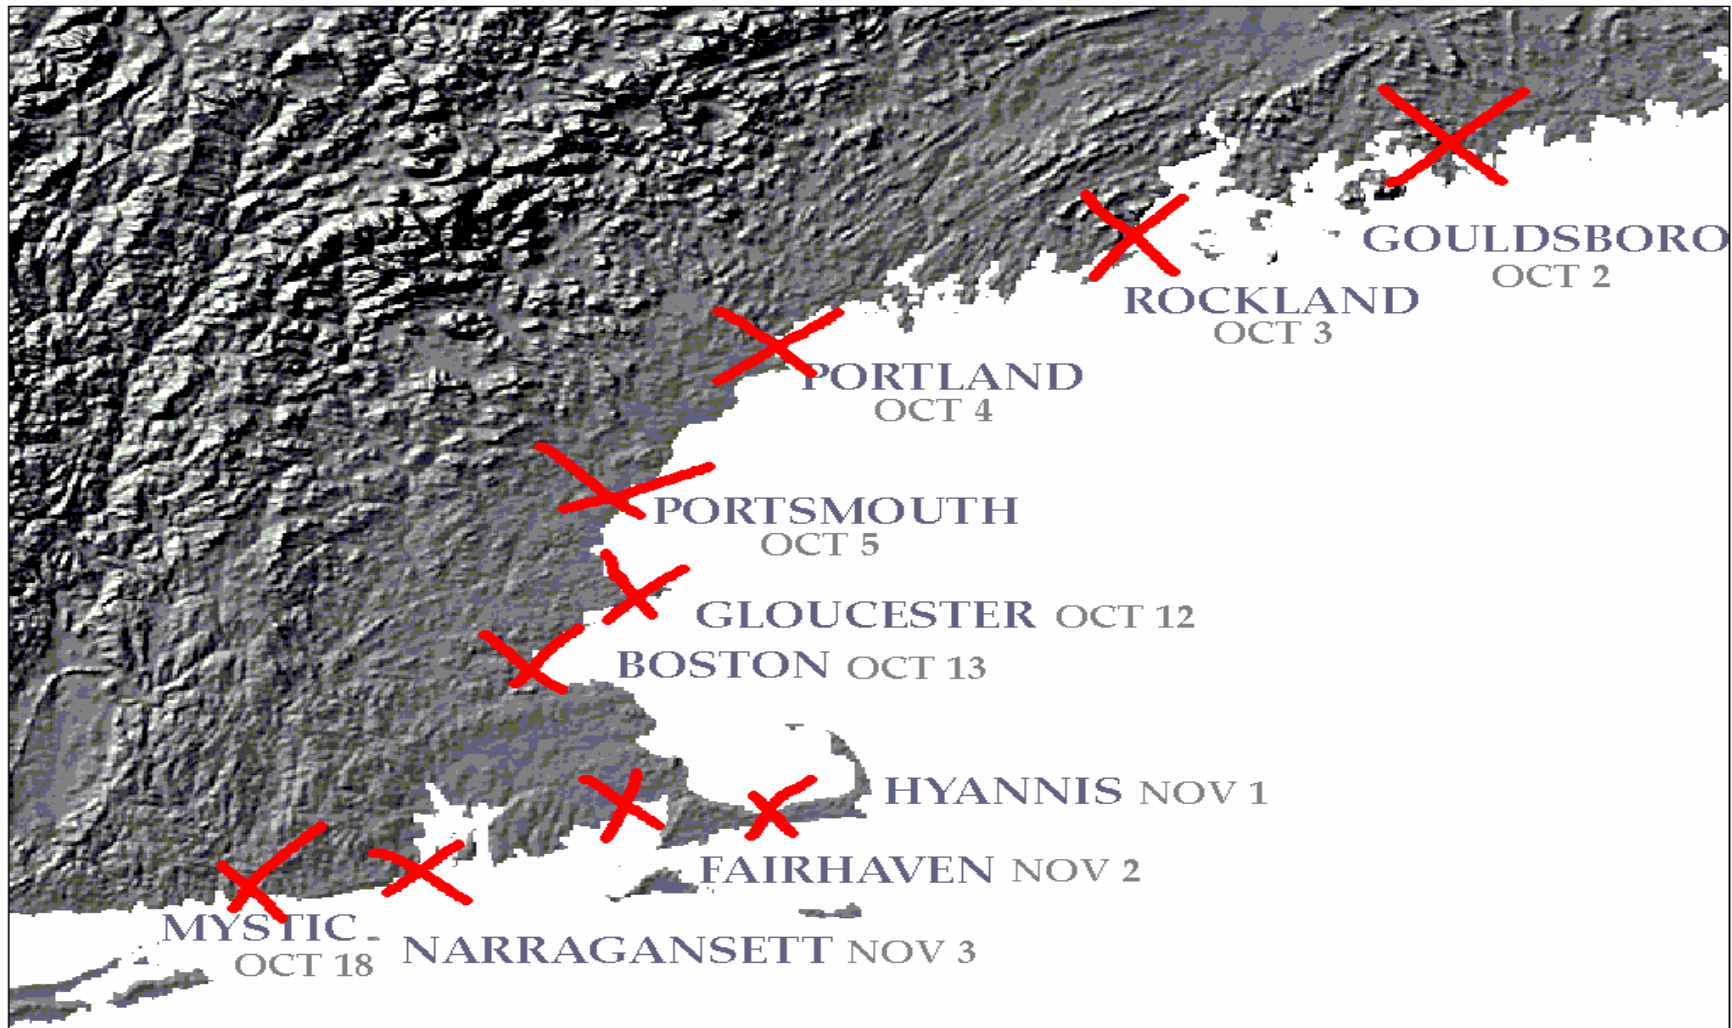 GOULDSBORO
OCT 2
ROCKLAND
OCT 3
PORTLAND
OCT 4
PORTSMOUTH
OCT 5
GLOUCESTER OCT 12
BOSTON OCT 13
HYANNIS NOV 1
FAIRHAVEN NOV 2
MYSTIC
OCT 18
NARRAGANSETT NOV 3